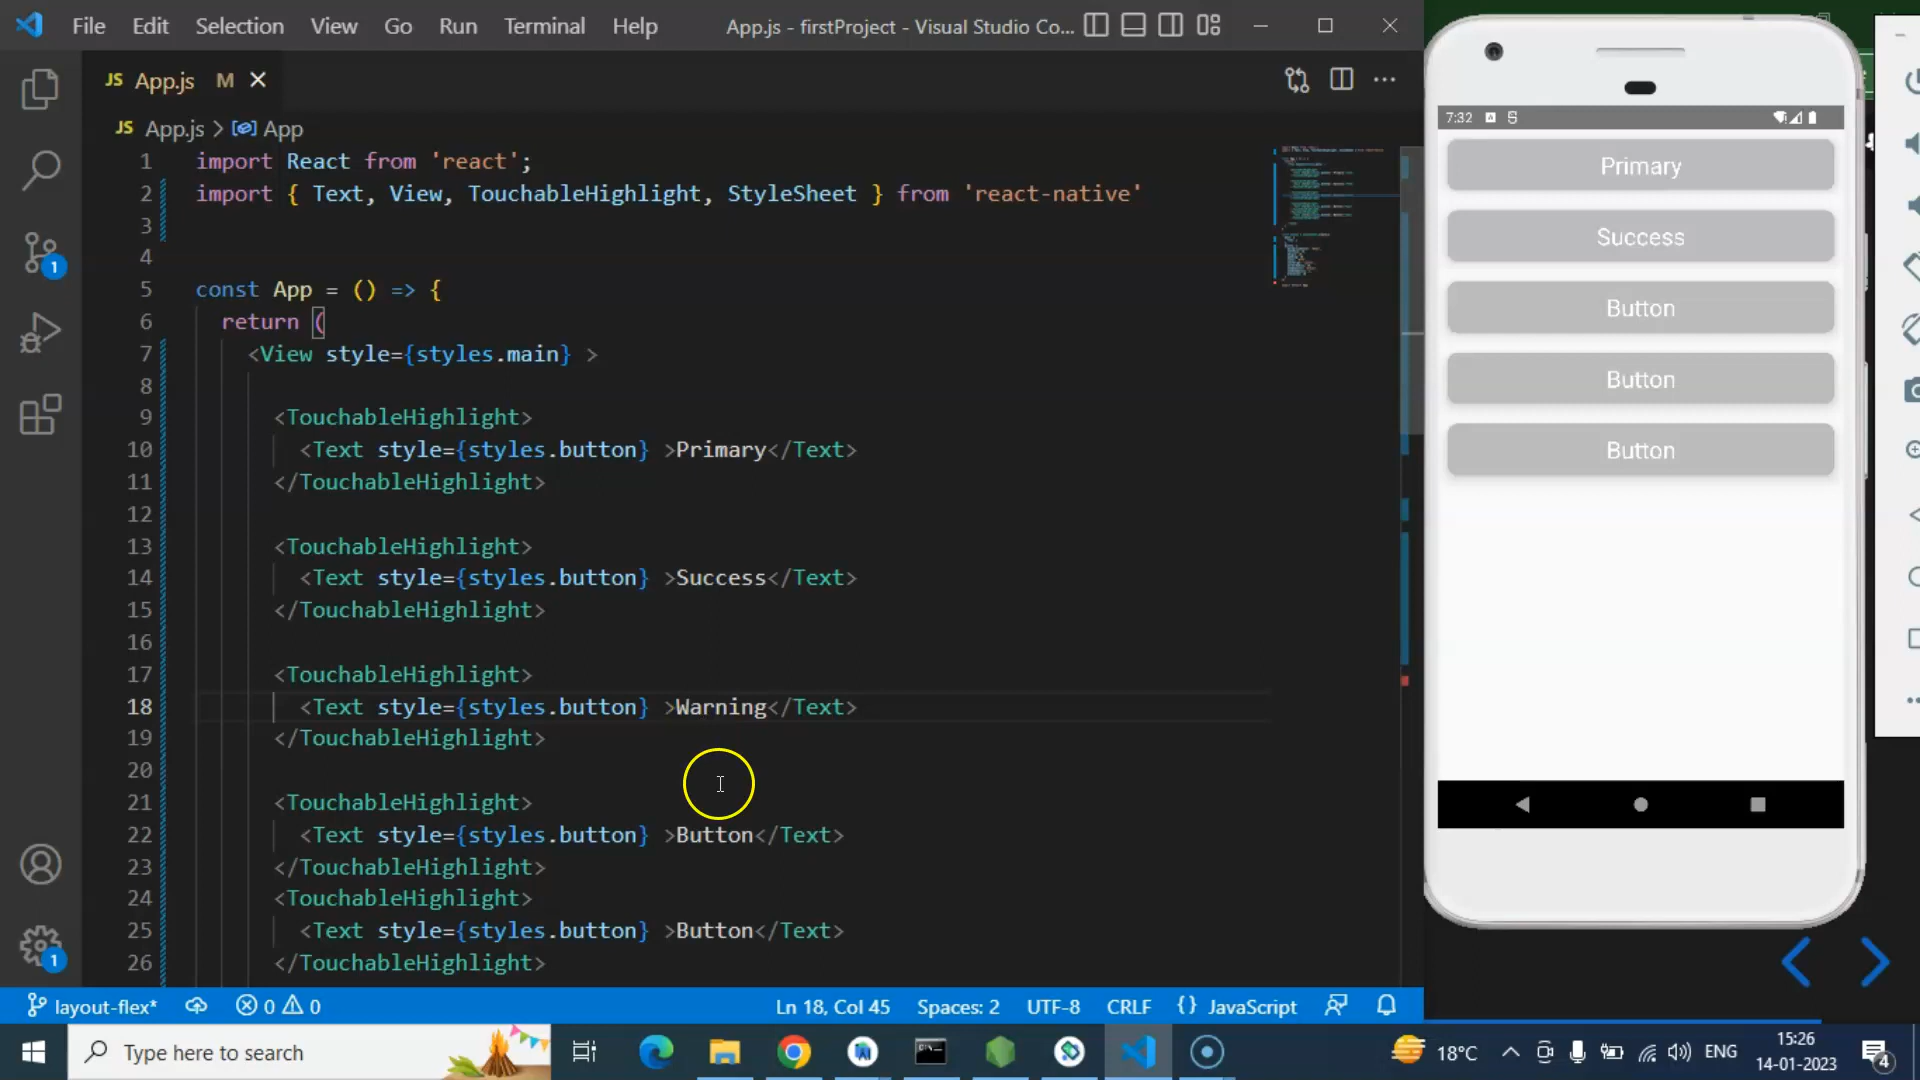 File Edit Selection View Go Run Terminal Help App.js - firstProject - Visual Studio Co...
JS App.js M
JS App.js > App
1 import React from 'react';
2 import { Text, View, TouchableHighlight, StyleSheet } from 'react-native'
3
4
5 const App = () => {
6 return (
7 <View style={styles.main} >
8
9 <TouchableHighlight>
10 <Text style={styles.button} >Primary</Text>
11 </TouchableHighlight>
12
13 <TouchableHighlight>
14 <Text style={styles.button} >Success</Text>
15 </TouchableHighlight>
16
17 <TouchableHighlight>
18 <Text style={styles.button} >Warning</Text>
19 </TouchableHighlight>
20
21 <TouchableHighlight>
22 <Text style={styles.button} >Button</Text>
23 </TouchableHighlight>
24 <TouchableHighlight>
25 <Text style={styles.button} >Button</Text>
26 </TouchableHighlight>
1
1
layout-flex* 0 0 Ln 18, Col 45 Spaces: 2 UTF-8 CRLF {} JavaScript
7:32
Primary
Success
Button
Button
Button
Type here to search
18°C ENG
15:26
14-01-2023
4